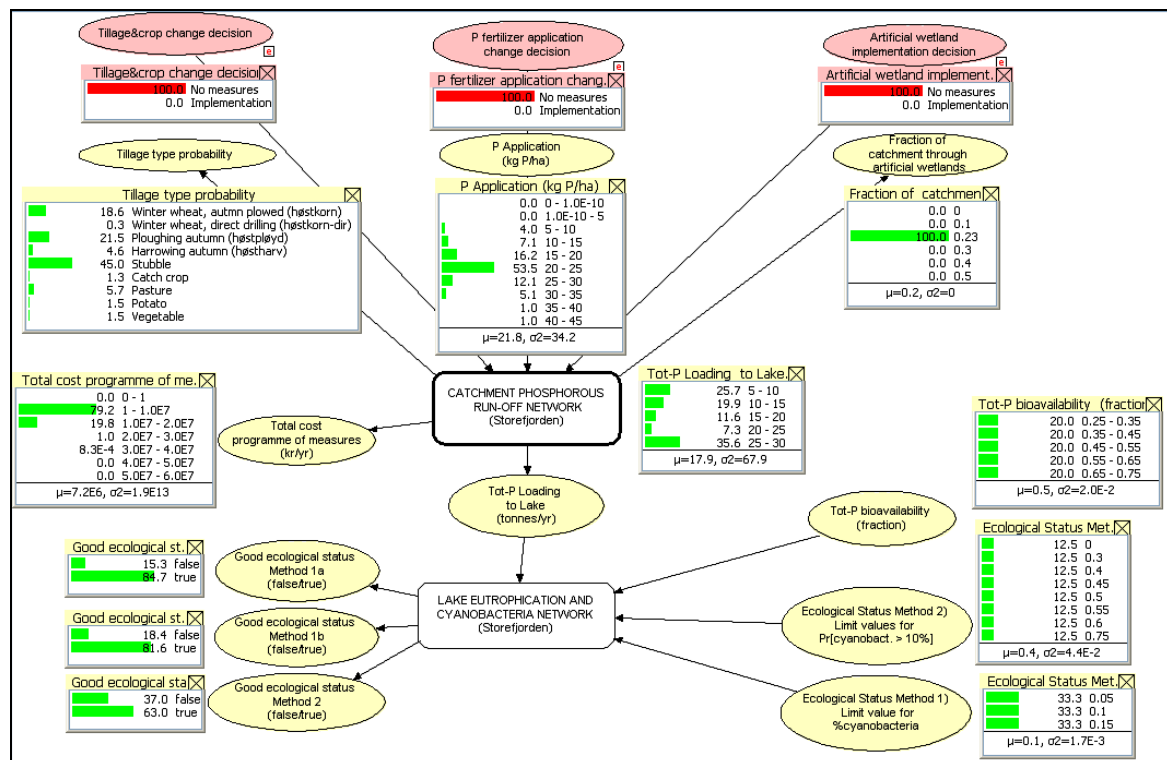 Tillage&crop change decision
e
Tillage&crop change decision
100.0 No measures
0.0 Implementation
P fertilizer application
change decision
e
P fertilizer application chang.
100.0 No measures
0.0 Implementation
Artificial wetland
implementation decision
e
Artificial wetland implement.
100.0 No measures
0.0 Implementation
Tillage type probability
Tillage type probability
18.6 Winter wheat, autmn plowed (høstkorn)
0.3 Winter wheat, direct drilling (høstkorn-dir)
21.5 Ploughing autumn (høstpløyd)
4.6 Harrowing autumn (høstharv)
45.0 Stubble
1.3 Catch crop
5.7 Pasture
1.5 Potato
1.5 Vegetable
P Application
(kg P/ha)
P Application (kg P/ha)
0.0 0 - 1.0E-10
0.0 1.0E-10 - 5
4.0 5 - 10
7.1 10 - 15
16.2 15 - 20
53.5 20 - 25
12.1 25 - 30
5.1 30 - 35
1.0 35 - 40
1.0 40 - 45
μ=21.8, σ2=34.2
Fraction of
catchment through
artificial wetlands
Fraction of catchmen
0.0 0
0.0 0.1
100.0 0.23
0.0 0.3
0.0 0.4
0.0 0.5
μ=0.2, σ2=0
Total cost programme of me.
0.0 0 - 1
79.2 1 - 1.0E7
19.8 1.0E7 - 2.0E7
1.0 2.0E7 - 3.0E7
8.3E-4 3.0E7 - 4.0E7
0.0 4.0E7 - 5.0E7
0.0 5.0E7 - 6.0E7
μ=7.2E6, σ2=1.9E13
Total cost
programme of measures
(kr/yr)
CATCHMENT PHOSPHOROUS
RUN-OFF NETWORK
(Storefjorden)
Tot-P Loading to Lake.
25.7 5 - 10
19.9 10 - 15
11.6 15 - 20
7.3 20 - 25
35.6 25 - 30
μ=17.9, σ2=67.9
Tot-P bioavailability (fraction
20.0 0.25 - 0.35
20.0 0.35 - 0.45
20.0 0.45 - 0.55
20.0 0.55 - 0.65
20.0 0.65 - 0.75
μ=0.5, σ2=2.0E-2
Tot-P Loading
to Lake
(tonnes/yr)
Tot-P bioavailability
(fraction)
Good ecological st.
15.3 false
84.7 true
Good ecological status
Method 1a
(false/true)
Good ecological st.
18.4 false
81.6 true
Good ecological status
Method 1b
(false/true)
Good ecological sta
37.0 false
63.0 true
Good ecological status
Method 2
(false/true)
LAKE EUTROPHICATION AND
CYANOBACTERIA NETWORK
(Storefjorden)
Ecological Status Method 2)
Limit values for
Pr[cyanobact. > 10%]
Ecological Status Met.
12.5 0
12.5 0.3
12.5 0.4
12.5 0.45
12.5 0.5
12.5 0.55
12.5 0.6
12.5 0.75
μ=0.4, σ2=4.4E-2
Ecological Status Method 1)
Limit value for
%cyanobacteria
Ecological Status Met.
33.3 0.05
33.3 0.1
33.3 0.15
μ=0.1, σ2=1.7E-3